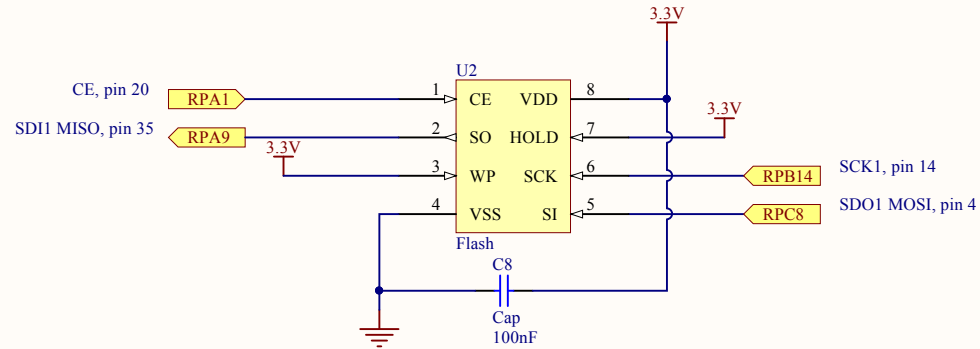 3.3V
U2
CE, pin 20
RPA1
1
CE
VDD
8
3.3V
SDI1 MISO, pin 35
RPA9
2
SO
HOLD
7
3.3V
3
WP
SCK
6
RPB14
SCK1, pin 14
4
VSS
SI
5
RPC8
SDO1 MOSI, pin 4
Flash
C8
Cap
100nF